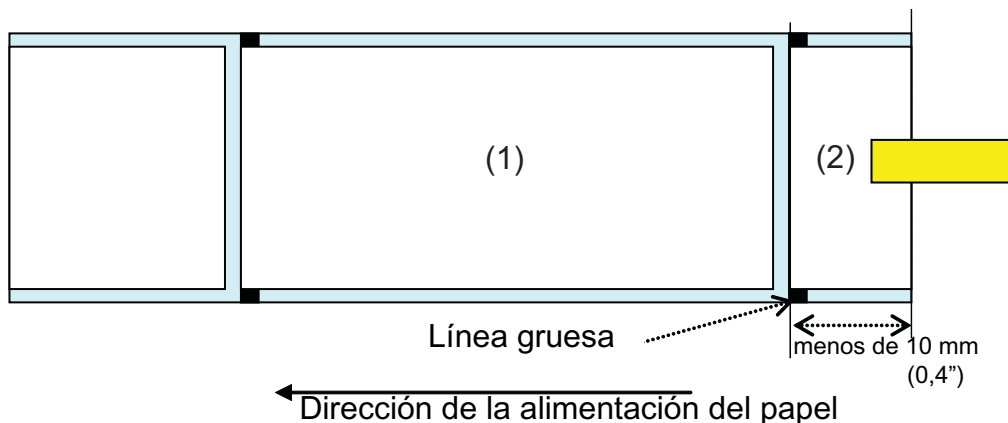 (1)
(2)
Línea gruesa
menos de 10 mm
(0,4”)
Dirección de la alimentación del papel